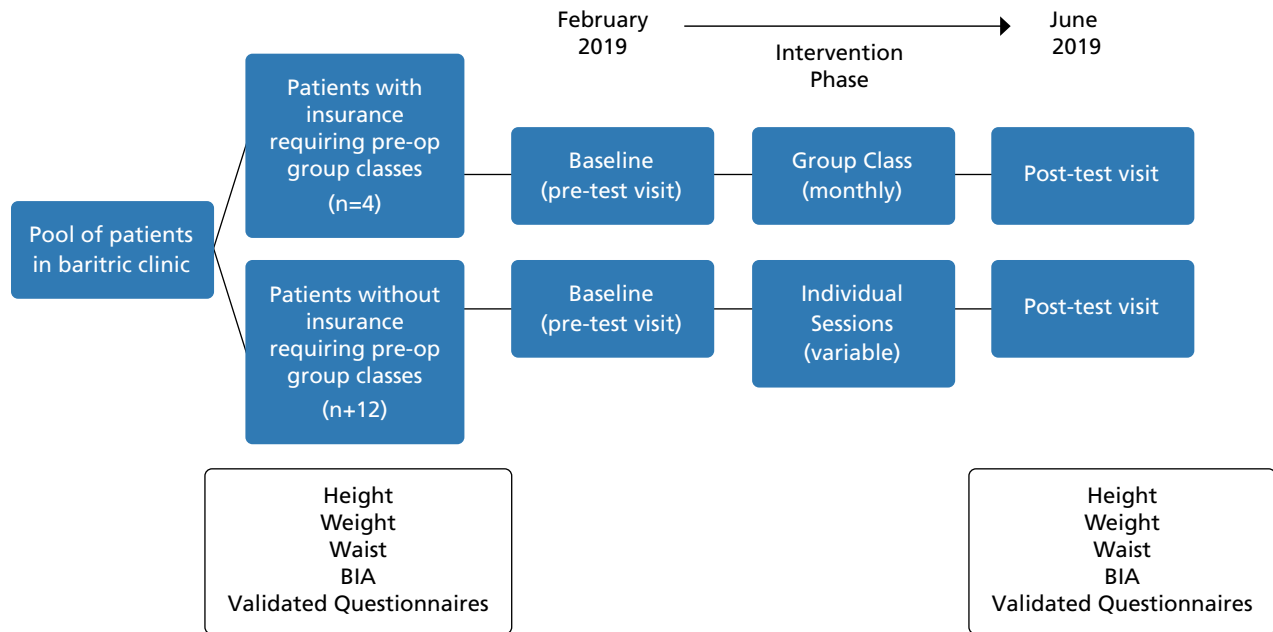 February
2019
June
2019
Intervention
Phase
Pool of patients
in baritric clinic
Patients with
insurance
requiring pre-op
group classes
(n=4)
Baseline
(pre-test visit)
Group Class
(monthly)
Post-test visit
Patients without
insurance
requiring pre-op
group classes
(n+12)
Baseline
(pre-test visit)
Individual
Sessions
(variable)
Post-test visit
Height
Weight
Waist
BIA
Validated Questionnaires
Height
Weight
Waist
BIA
Validated Questionnaires